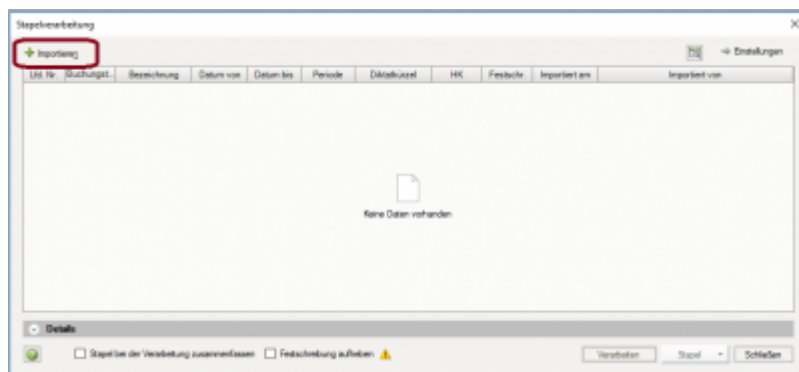 Stapelverarbeitung
Importieren
Einstellungen
Lfd. Nr. Buchungst... Bezeichnung Datum von Datum bis Periode Diktatkürzel HK Festschr. Importiert am Importiert von
Keine Daten vorhanden
Details
Stapel bei der Verarbeitung zusammenfassen Festschreibung aufheben Verarbeiten Stapel Schließen